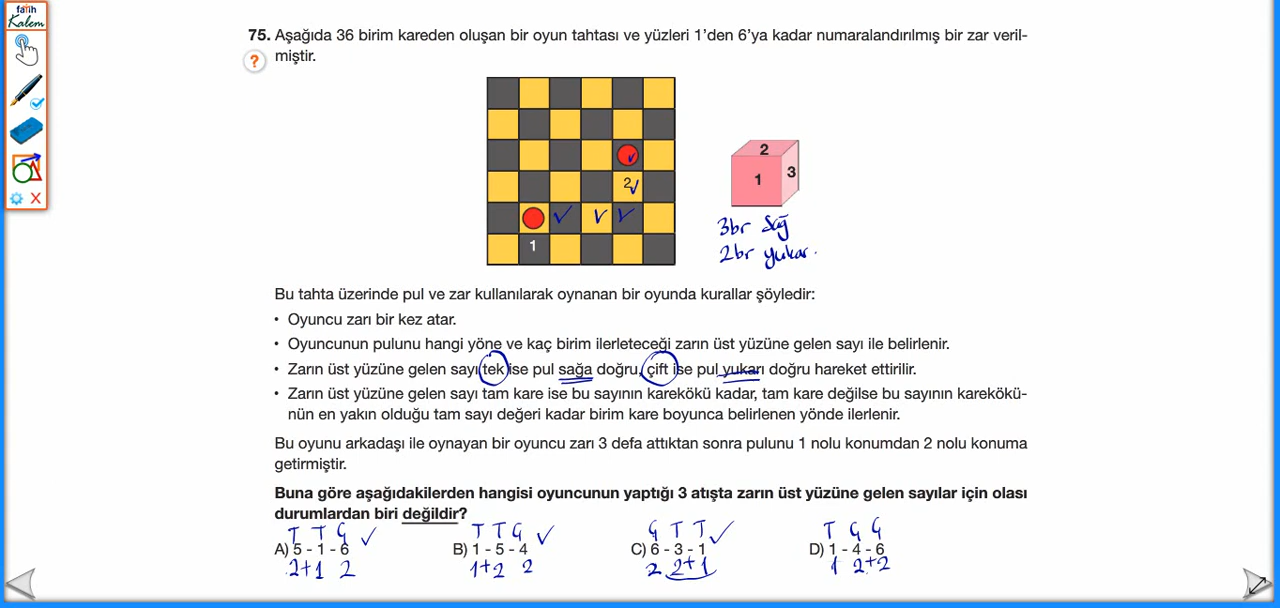 fatih
Kalem
75. Aşağıda 36 birim kareden oluşan bir oyun tahtası ve yüzleri 1’den 6’ya kadar numaralandırılmış bir zar veril-
? miştir.
2
1 3
2
1
3br sağ
2br yukar.
Bu tahta üzerinde pul ve zar kullanılarak oynanan bir oyunda kurallar şöyledir:
• Oyuncu zarı bir kez atar.
• Oyuncunun pulunu hangi yöne ve kaç birim ilerleteceği zarın üst yüzüne gelen sayı ile belirlenir.
• Zarın üst yüzüne gelen sayı tek ise pul sağa doğru, çift ise pul yukarı doğru hareket ettirilir.
• Zarın üst yüzüne gelen sayı tam kare ise bu sayının karekökü kadar, tam kare değilse bu sayının karekökü-
nün en yakın olduğu tam sayı değeri kadar birim kare boyunca belirlenen yönde ilerlenir.
Bu oyunu arkadaşı ile oynayan bir oyuncu zarı 3 defa attıktan sonra pulunu 1 nolu konumdan 2 nolu konuma
getirmiştir.
Buna göre aşağıdakilerden hangisi oyuncunun yaptığı 3 atışta zarın üst yüzüne gelen sayılar için olası
durumlardan biri değildir?
T T Ç ✓ T T Ç ✓ Ç T T ✓ T Ç Ç
A) 5 - 1 - 6 B) 1 - 5 - 4 C) 6 - 3 - 1 D) 1 - 4 - 6
2+1 2 1+2 2 2 2+1 1 2+2